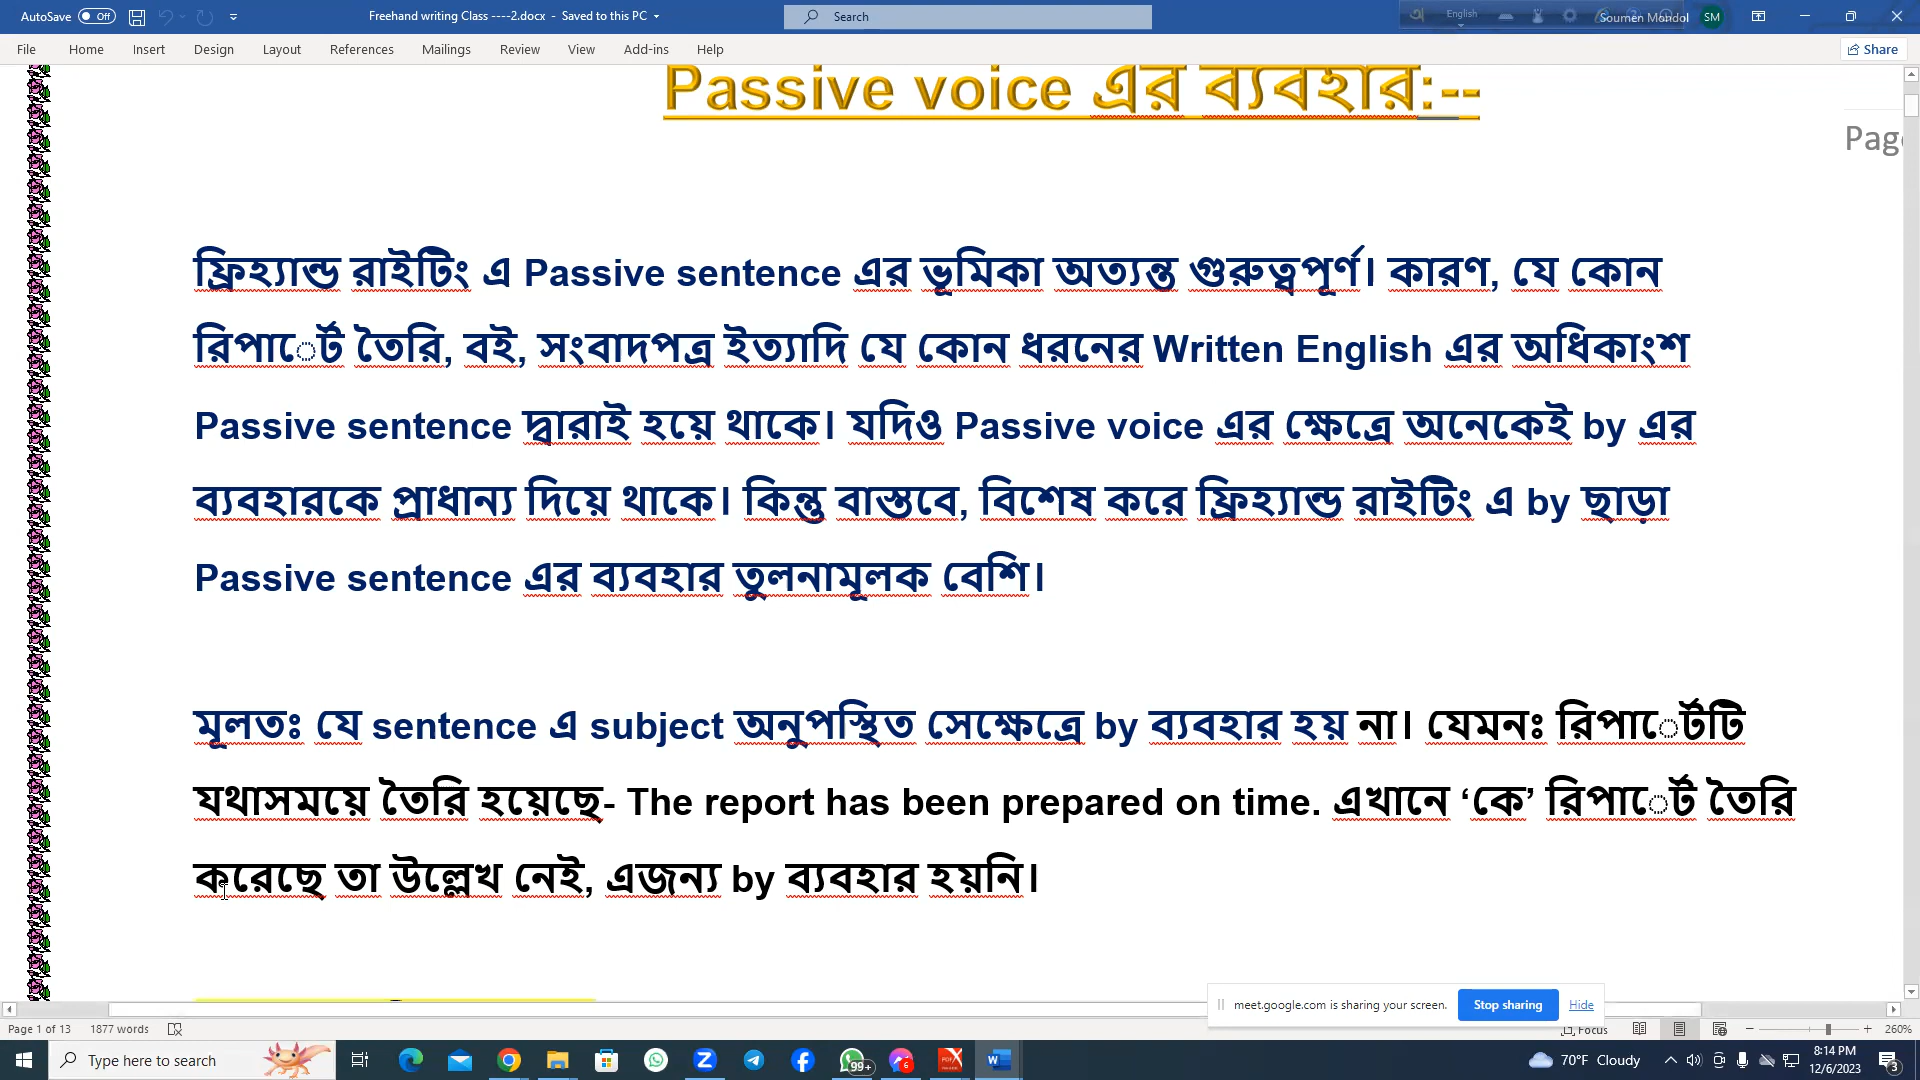 AutoSave Off Freehand writing Class ----2.docx - Saved to this PC Search English Soumen Mondol SM
File Home Insert Design Layout References Mailings Review View Add-ins Help Share
Passive voice এর ব্যবহার:--
Pag
ফ্রিহ্যান্ড রাইটিং এ Passive sentence এর ভূমিকা অত্যন্ত গুরুত্বপূর্ণ। কারণ, যে কোন
রিপাের্ট তৈরি, বই, সংবাদপত্র ইত্যাদি যে কোন ধরনের Written English এর অধিকাংশ
Passive sentence দ্বারাই হয়ে থাকে। যদিও Passive voice এর ক্ষেত্রে অনেকেই by এর
ব্যবহারকে প্রাধান্য দিয়ে থাকে। কিন্তু বাস্তবে, বিশেষ করে ফ্রিহ্যান্ড রাইটিং এ by ছাড়া
Passive sentence এর ব্যবহার তুলনামূলক বেশি।
মূলতঃ যে sentence এ subject অনুপস্থিত সেক্ষেত্রে by ব্যবহার হয় না। যেমনঃ রিপাের্টটি
যথাসময়ে তৈরি হয়েছে- The report has been prepared on time. এখানে ‘কে’ রিপাের্ট তৈরি
করেছে তা উল্লেখ নেই, এজন্য by ব্যবহার হয়নি।
meet.google.com is sharing your screen. Stop sharing Hide
Page 1 of 13 1877 words Focus 260%
Type here to search 99+ 6 70°F Cloudy 8:14 PM
12/6/2023 3